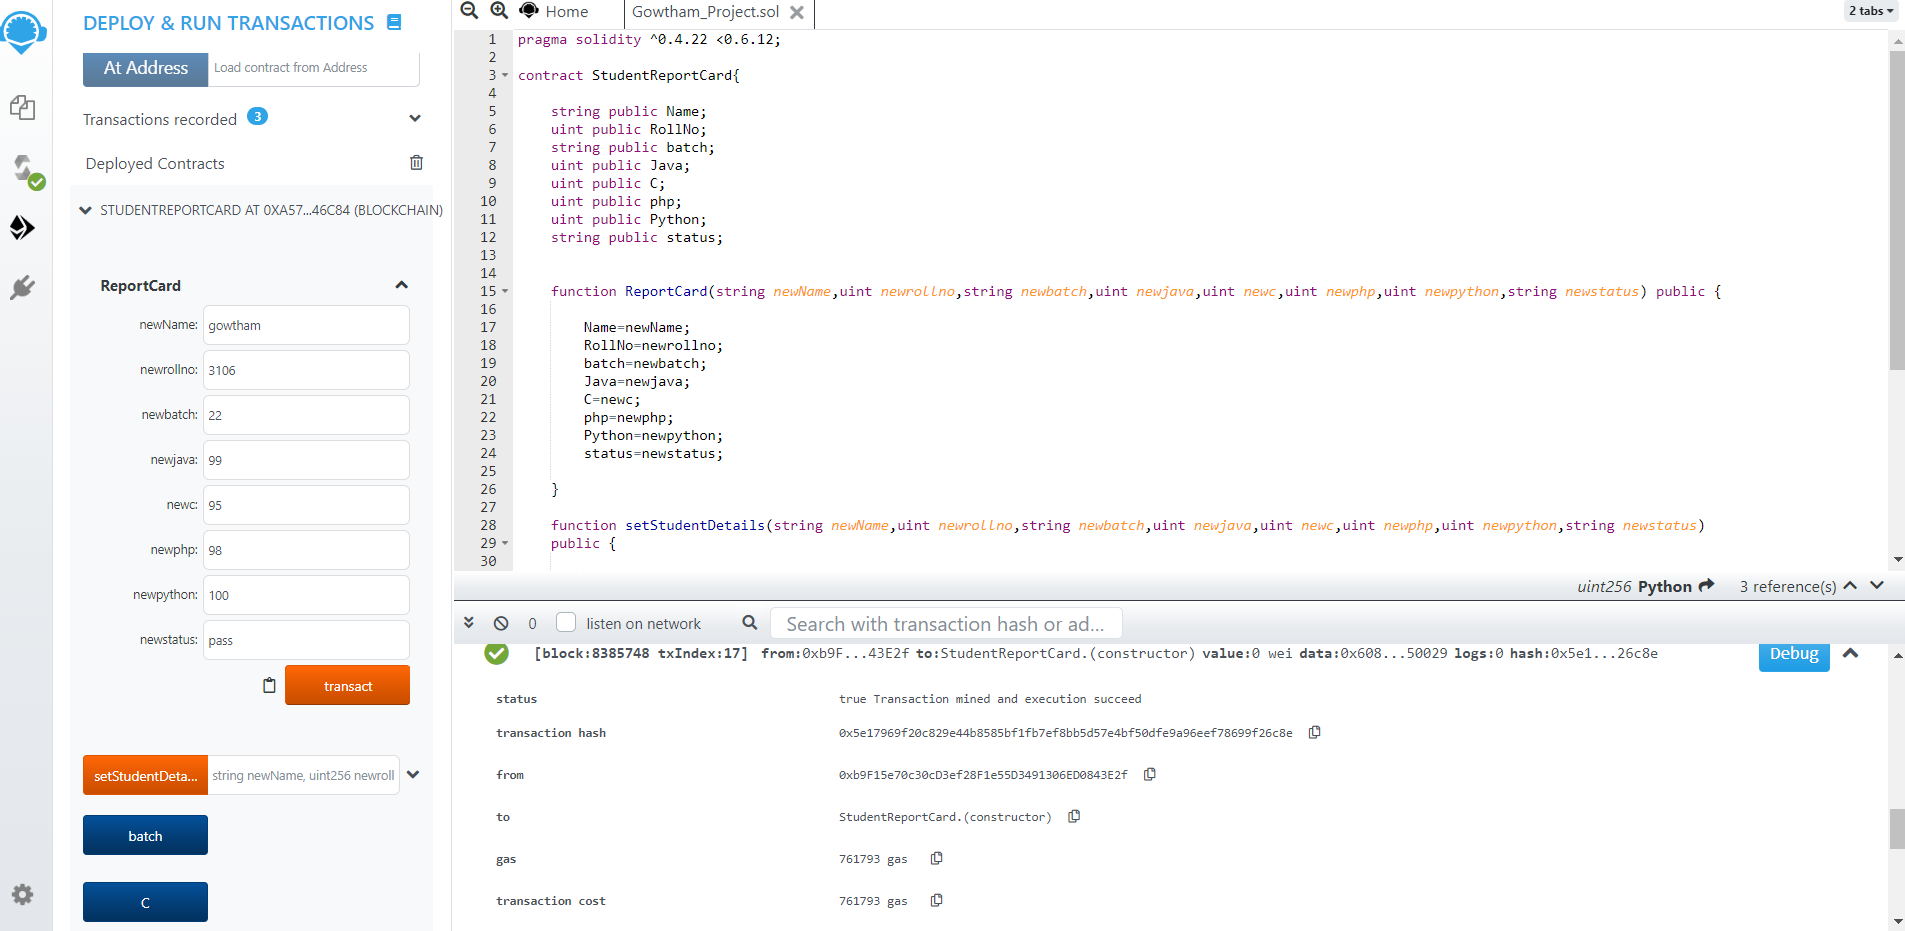 DEPLOY & RUN TRANSACTIONS
At Address Load contract from Address
Transactions recorded 3
Deployed Contracts
STUDENTREPORTCARD AT 0XA57...46C84 (BLOCKCHAIN)
ReportCard
newName: gowtham
newrollno: 3106
newbatch: 22
newjava: 99
newc: 95
newphp: 98
newpython: 100
newstatus: pass
transact
setStudentDeta... string newName, uint256 newroll
batch
C
Home Gowtham_Project.sol
2 tabs
1 pragma solidity ^0.4.22 <0.6.12;
2
3 contract StudentReportCard{
4
5 string public Name;
6 uint public RollNo;
7 string public batch;
8 uint public Java;
9 uint public C;
10 uint public php;
11 uint public Python;
12 string public status;
13
14
15 function ReportCard(string newName,uint newrollno,string newbatch,uint newjava,uint newc,uint newphp,uint newpython,string newstatus) public {
16
17 Name=newName;
18 RollNo=newrollno;
19 batch=newbatch;
20 Java=newjava;
21 C=newc;
22 php=newphp;
23 Python=newpython;
24 status=newstatus;
25
26 }
27
28 function setStudentDetails(string newName,uint newrollno,string newbatch,uint newjava,uint newc,uint newphp,uint newpython,string newstatus)
29 public {
30
uint256 Python 3 reference(s)
0 listen on network Search with transaction hash or ad...
[block:8385748 txIndex:17] from:0xb9F...43E2f to:StudentReportCard.(constructor) value:0 wei data:0x608...50029 logs:0 hash:0x5e1...26c8e Debug
status true Transaction mined and execution succeed
transaction hash 0x5e17969f20c829e44b8585bf1fb7ef8bb5d57e4bf50dfe9a96eef78699f26c8e
from 0xb9F15e70c30cD3ef28F1e55D3491306ED0843E2f
to StudentReportCard.(constructor)
gas 761793 gas
transaction cost 761793 gas